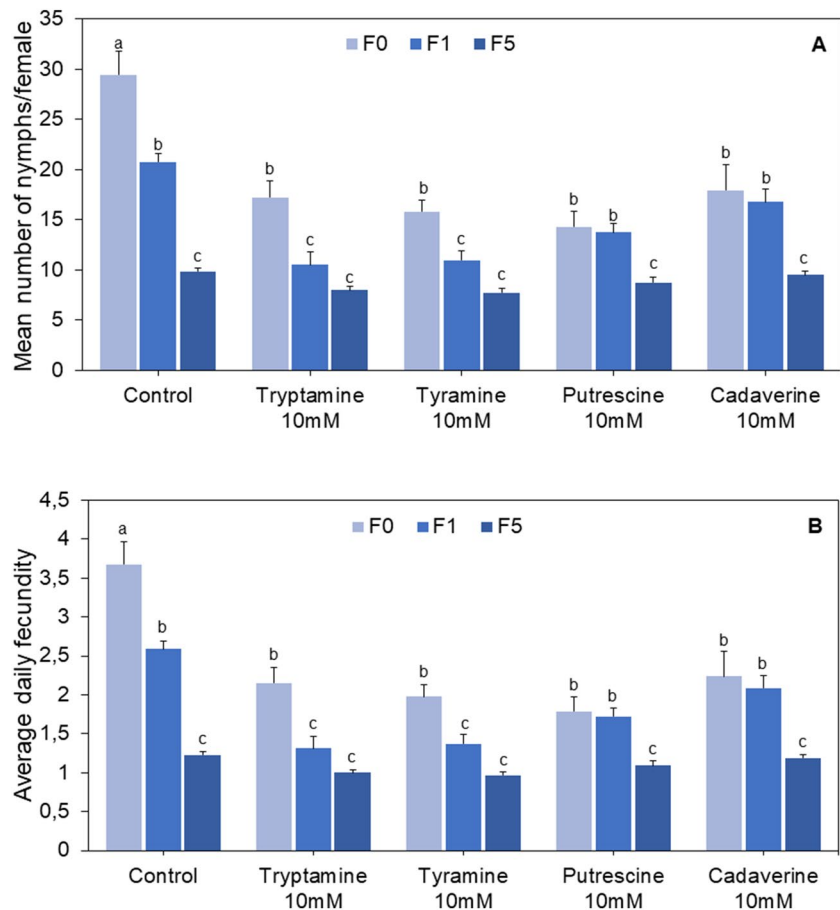 35
30
25
20
15
10
5
0
Mean number of nymphs/female
F0 F1 F5
A
a b c
b c c
b c c
b b c
b b c
Control Tryptamine Tyramine Putrescine Cadaverine
10mM 10mM 10mM 10mM
4,5
4
3,5
3
2,5
2
1,5
1
0,5
0
Average daily fecundity
F0 F1 F5
B
a b c
b c c
b c c
b b c
b b c
Control Tryptamine Tyramine Putrescine Cadaverine
10mM 10mM 10mM 10mM